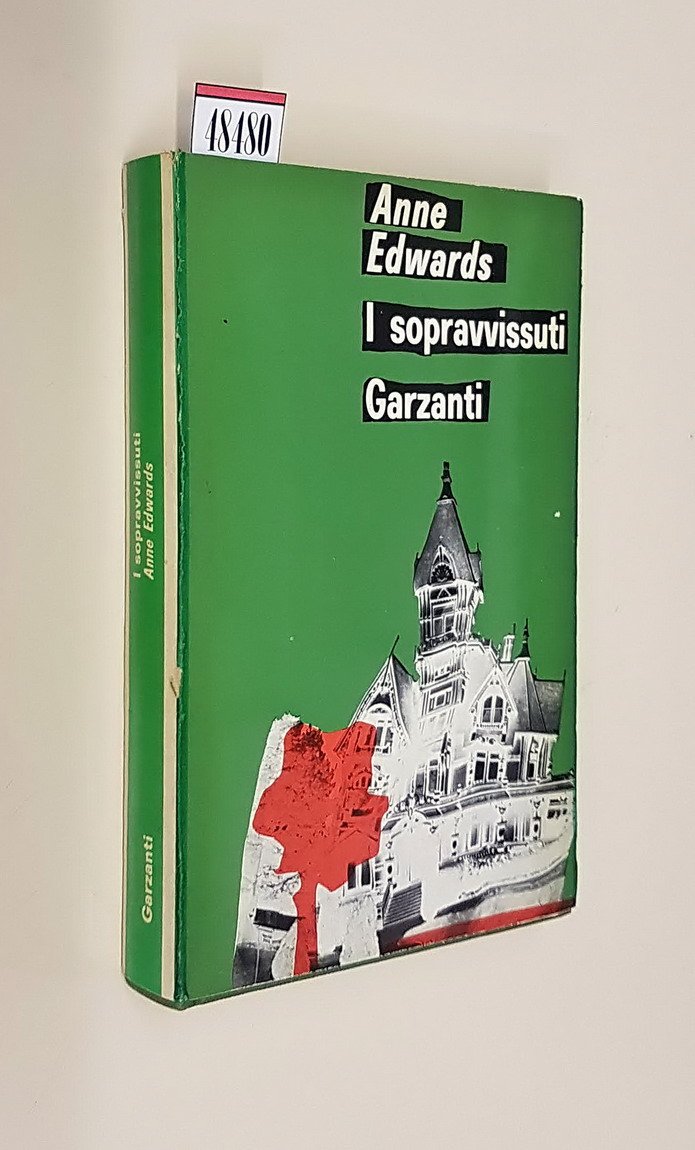 48480
Anne
Edwards
I sopravvissuti
Garzanti
I sopravvissuti
Anne Edwards
Garzanti